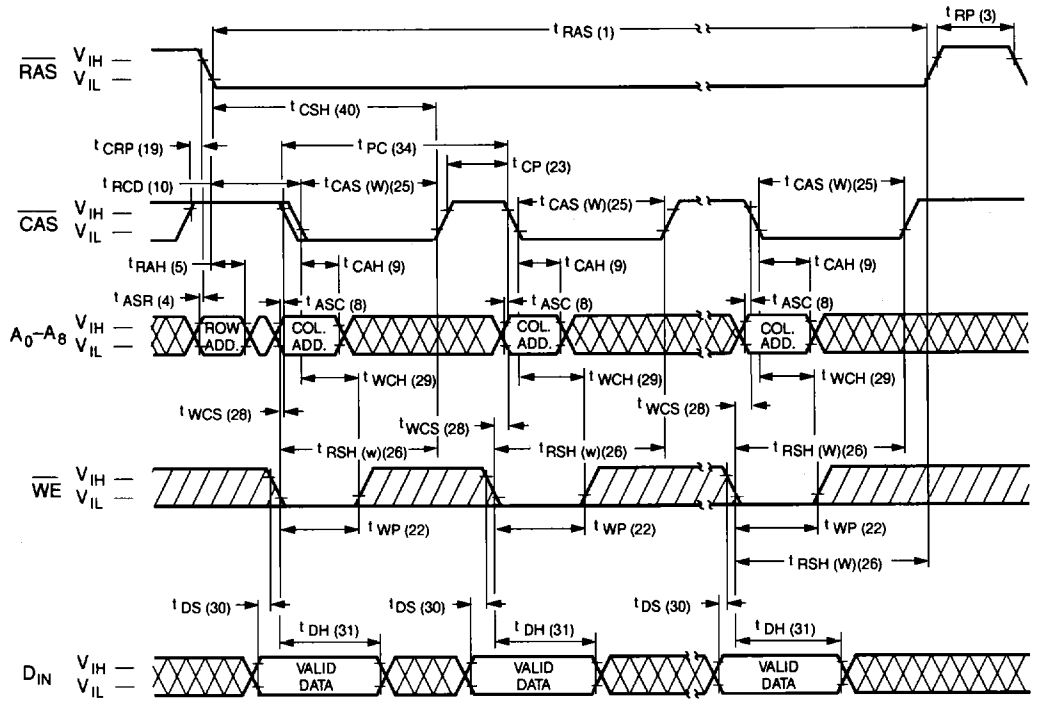 t RAS (1)
t RP (3)
RAS
V IH
V IL
t CSH (40)
t CRP (19)
t PC (34)
t CP (23)
t RCD (10)
t CAS (W)(25)
t CAS (W)(25)
t CAS (W)(25)
CAS
V IH
V IL
t RAH (5)
t CAH (9)
t CAH (9)
t CAH (9)
t ASR (4)
t ASC (8)
t ASC (8)
t ASC (8)
A0–A8
V IH
V IL
ROW ADD.
COL. ADD.
COL. ADD.
COL. ADD.
t WCH (29)
t WCH (29)
t WCH (29)
t WCS (28)
t WCS (28)
t WCS (28)
t RSH (w)(26)
t RSH (w)(26)
t RSH (W)(26)
WE
V IH
V IL
t WP (22)
t WP (22)
t WP (22)
t RSH (W)(26)
t DS (30)
t DS (30)
t DS (30)
t DH (31)
t DH (31)
t DH (31)
DIN
V IH
V IL
VALID DATA
VALID DATA
VALID DATA